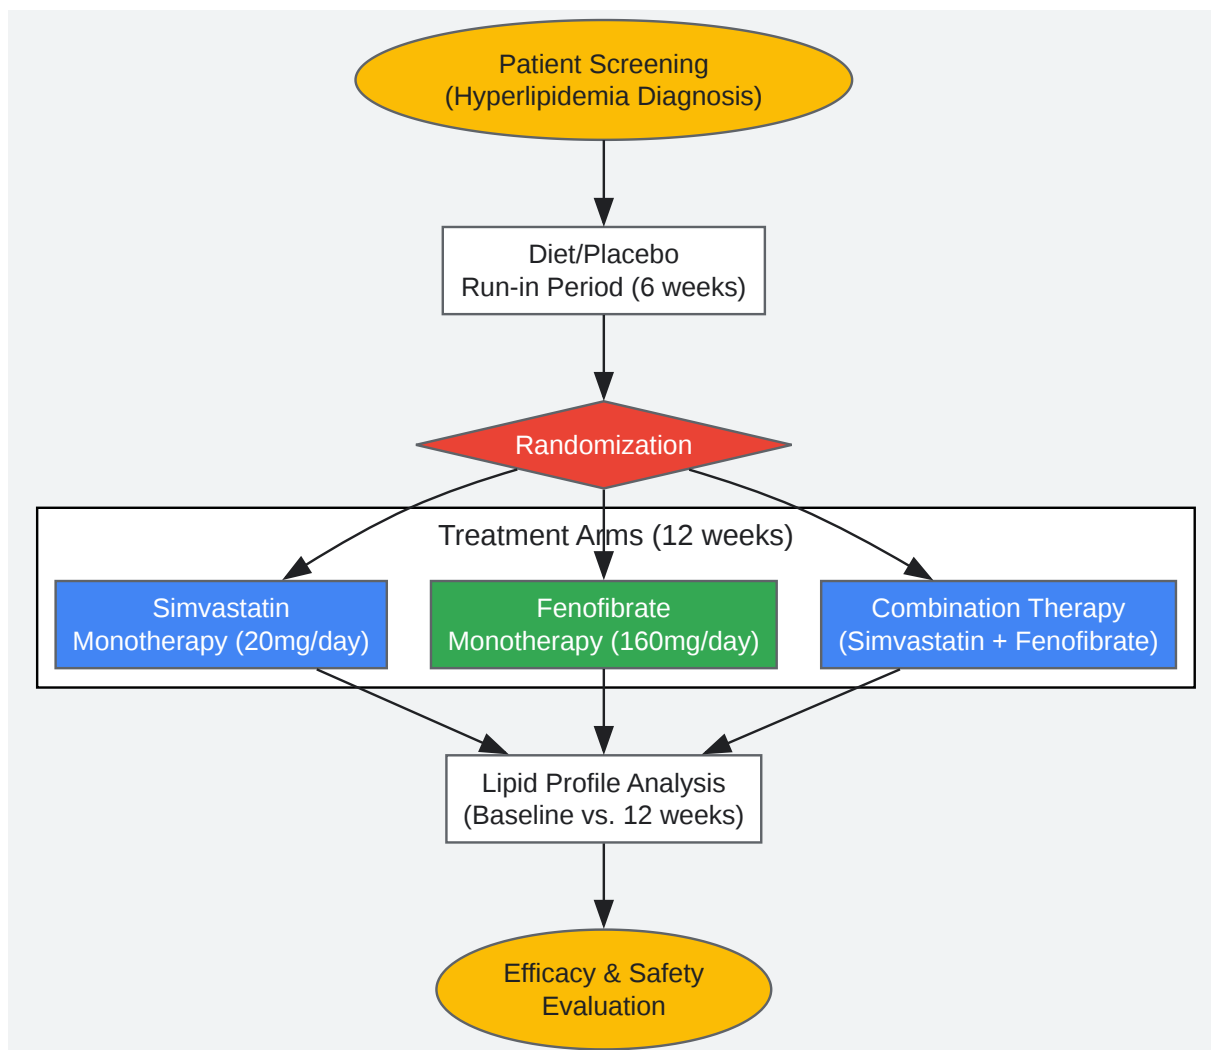 Patient Screening
(Hyperlipidemia Diagnosis)
Diet/Placebo
Run-in Period (6 weeks)
Randomization
Treatment Arms (12 weeks)
Simvastatin
Monotherapy (20mg/day)
Fenofibrate
Monotherapy (160mg/day)
Combination Therapy
(Simvastatin + Fenofibrate)
Lipid Profile Analysis
(Baseline vs. 12 weeks)
Efficacy & Safety
Evaluation